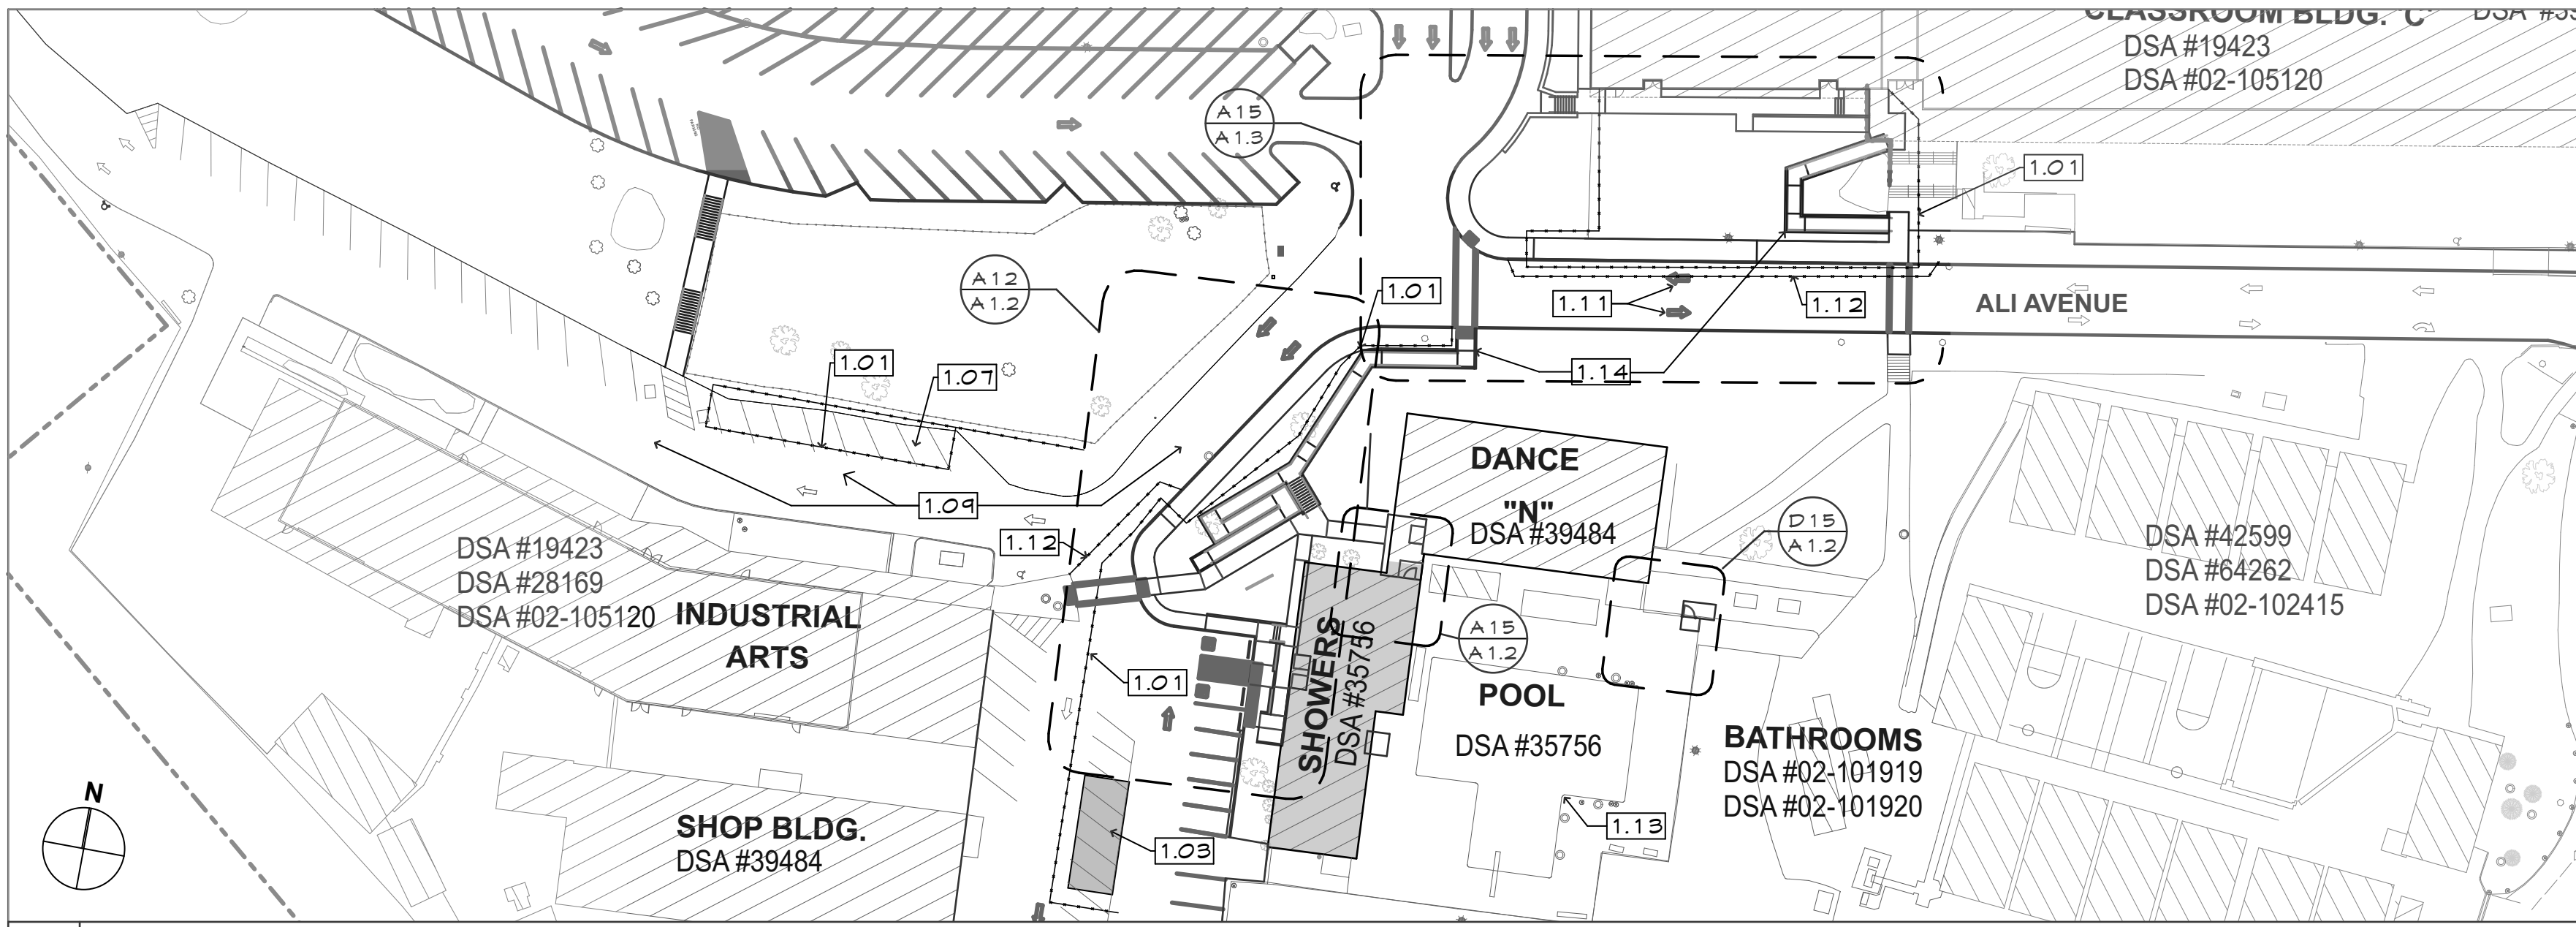 CLASSROOM BLDG. "C"
DSA #19423
DSA #02-105120
A15
A1.3
1.01
A12
A1.2
1.01
1.11
1.12
ALI AVENUE
1.01
1.07
1.14
DANCE
"N"
DSA #39484
1.09
D15
A1.2
1.12
DSA #19423
DSA #28169
DSA #02-105120
INDUSTRIAL
ARTS
DSA #42599
DSA #64262
DSA #02-102415
A15
A1.2
SHOWERS
DSA #35756
1.01
POOL
DSA #35756
BATHROOMS
DSA #02-101919
DSA #02-101920
N
SHOP BLDG.
DSA #39484
1.03
1.13